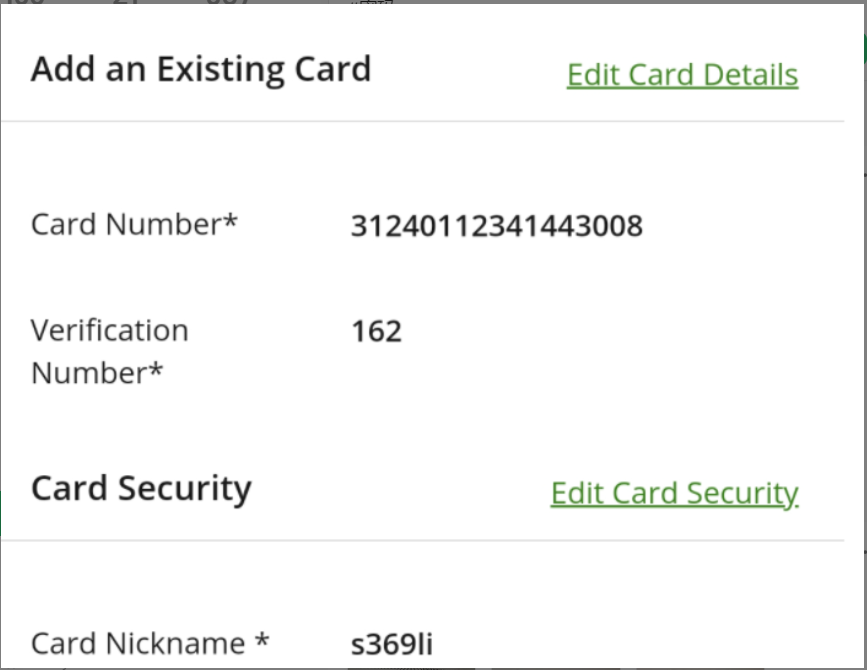 Add an Existing Card
Edit Card Details
Card Number*
31240112341443008
Verification
Number*
162
Card Security
Edit Card Security
Card Nickname *
s369li